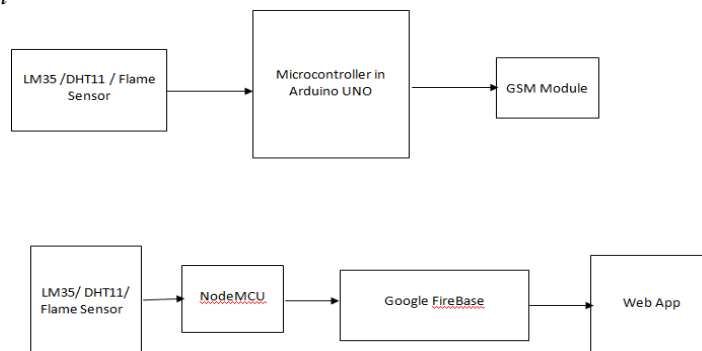 LM35 /DHT11 / Flame
Sensor
Microcontroller in
Arduino UNO
GSM Module
LM35/ DHT11/
Flame Sensor
NodeMCU
Google FireBase
Web App